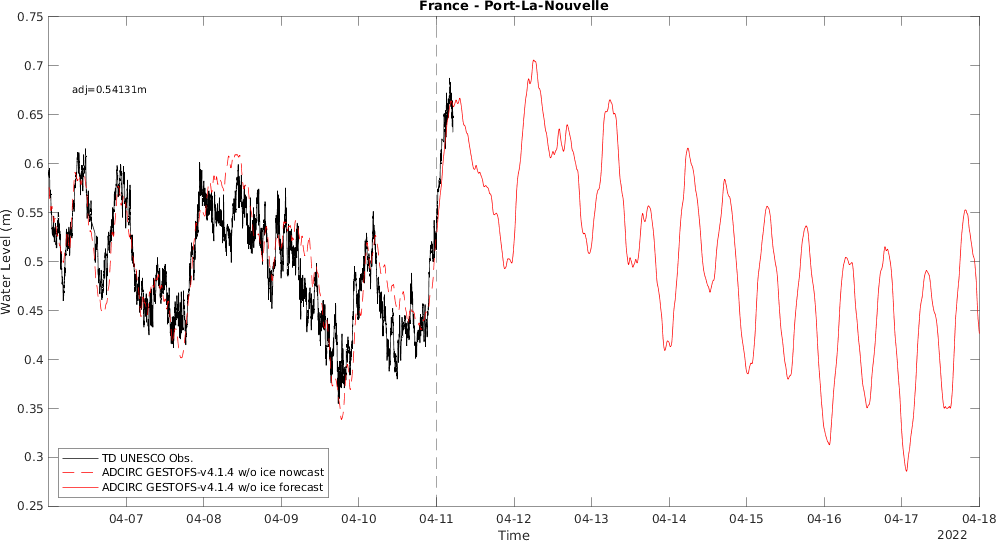 France - Port-La-Nouvelle
0.75
0.7
0.65
0.6
0.55
0.5
0.45
0.4
0.35
0.3
0.25
Water Level (m)
adj=0.54131m
TD UNESCO Obs.
ADCIRC GESTOFS-v4.1.4 w/o ice nowcast
ADCIRC GESTOFS-v4.1.4 w/o ice forecast
04-07 04-08 04-09 04-10 04-11 04-12 04-13 04-14 04-15 04-16 04-17 04-18
Time
2022